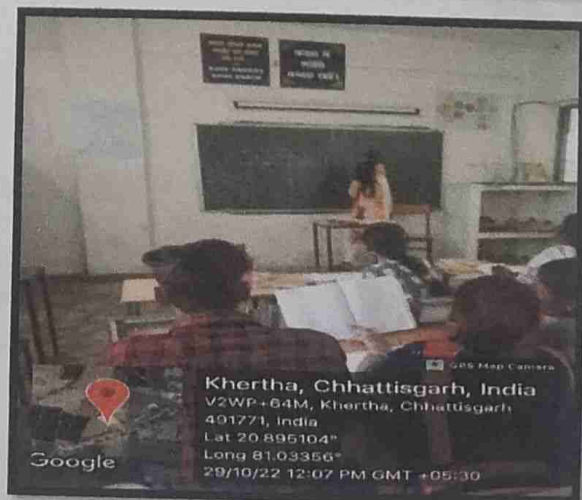 GPS Map Camera
Khertha, Chhattisgarh, India
V2WP+64M, Khertha, Chhattisgarh
491771, India
Lat 20.895104°
Long 81.03356°
29/10/22 12:07 PM GMT +05:30
Google